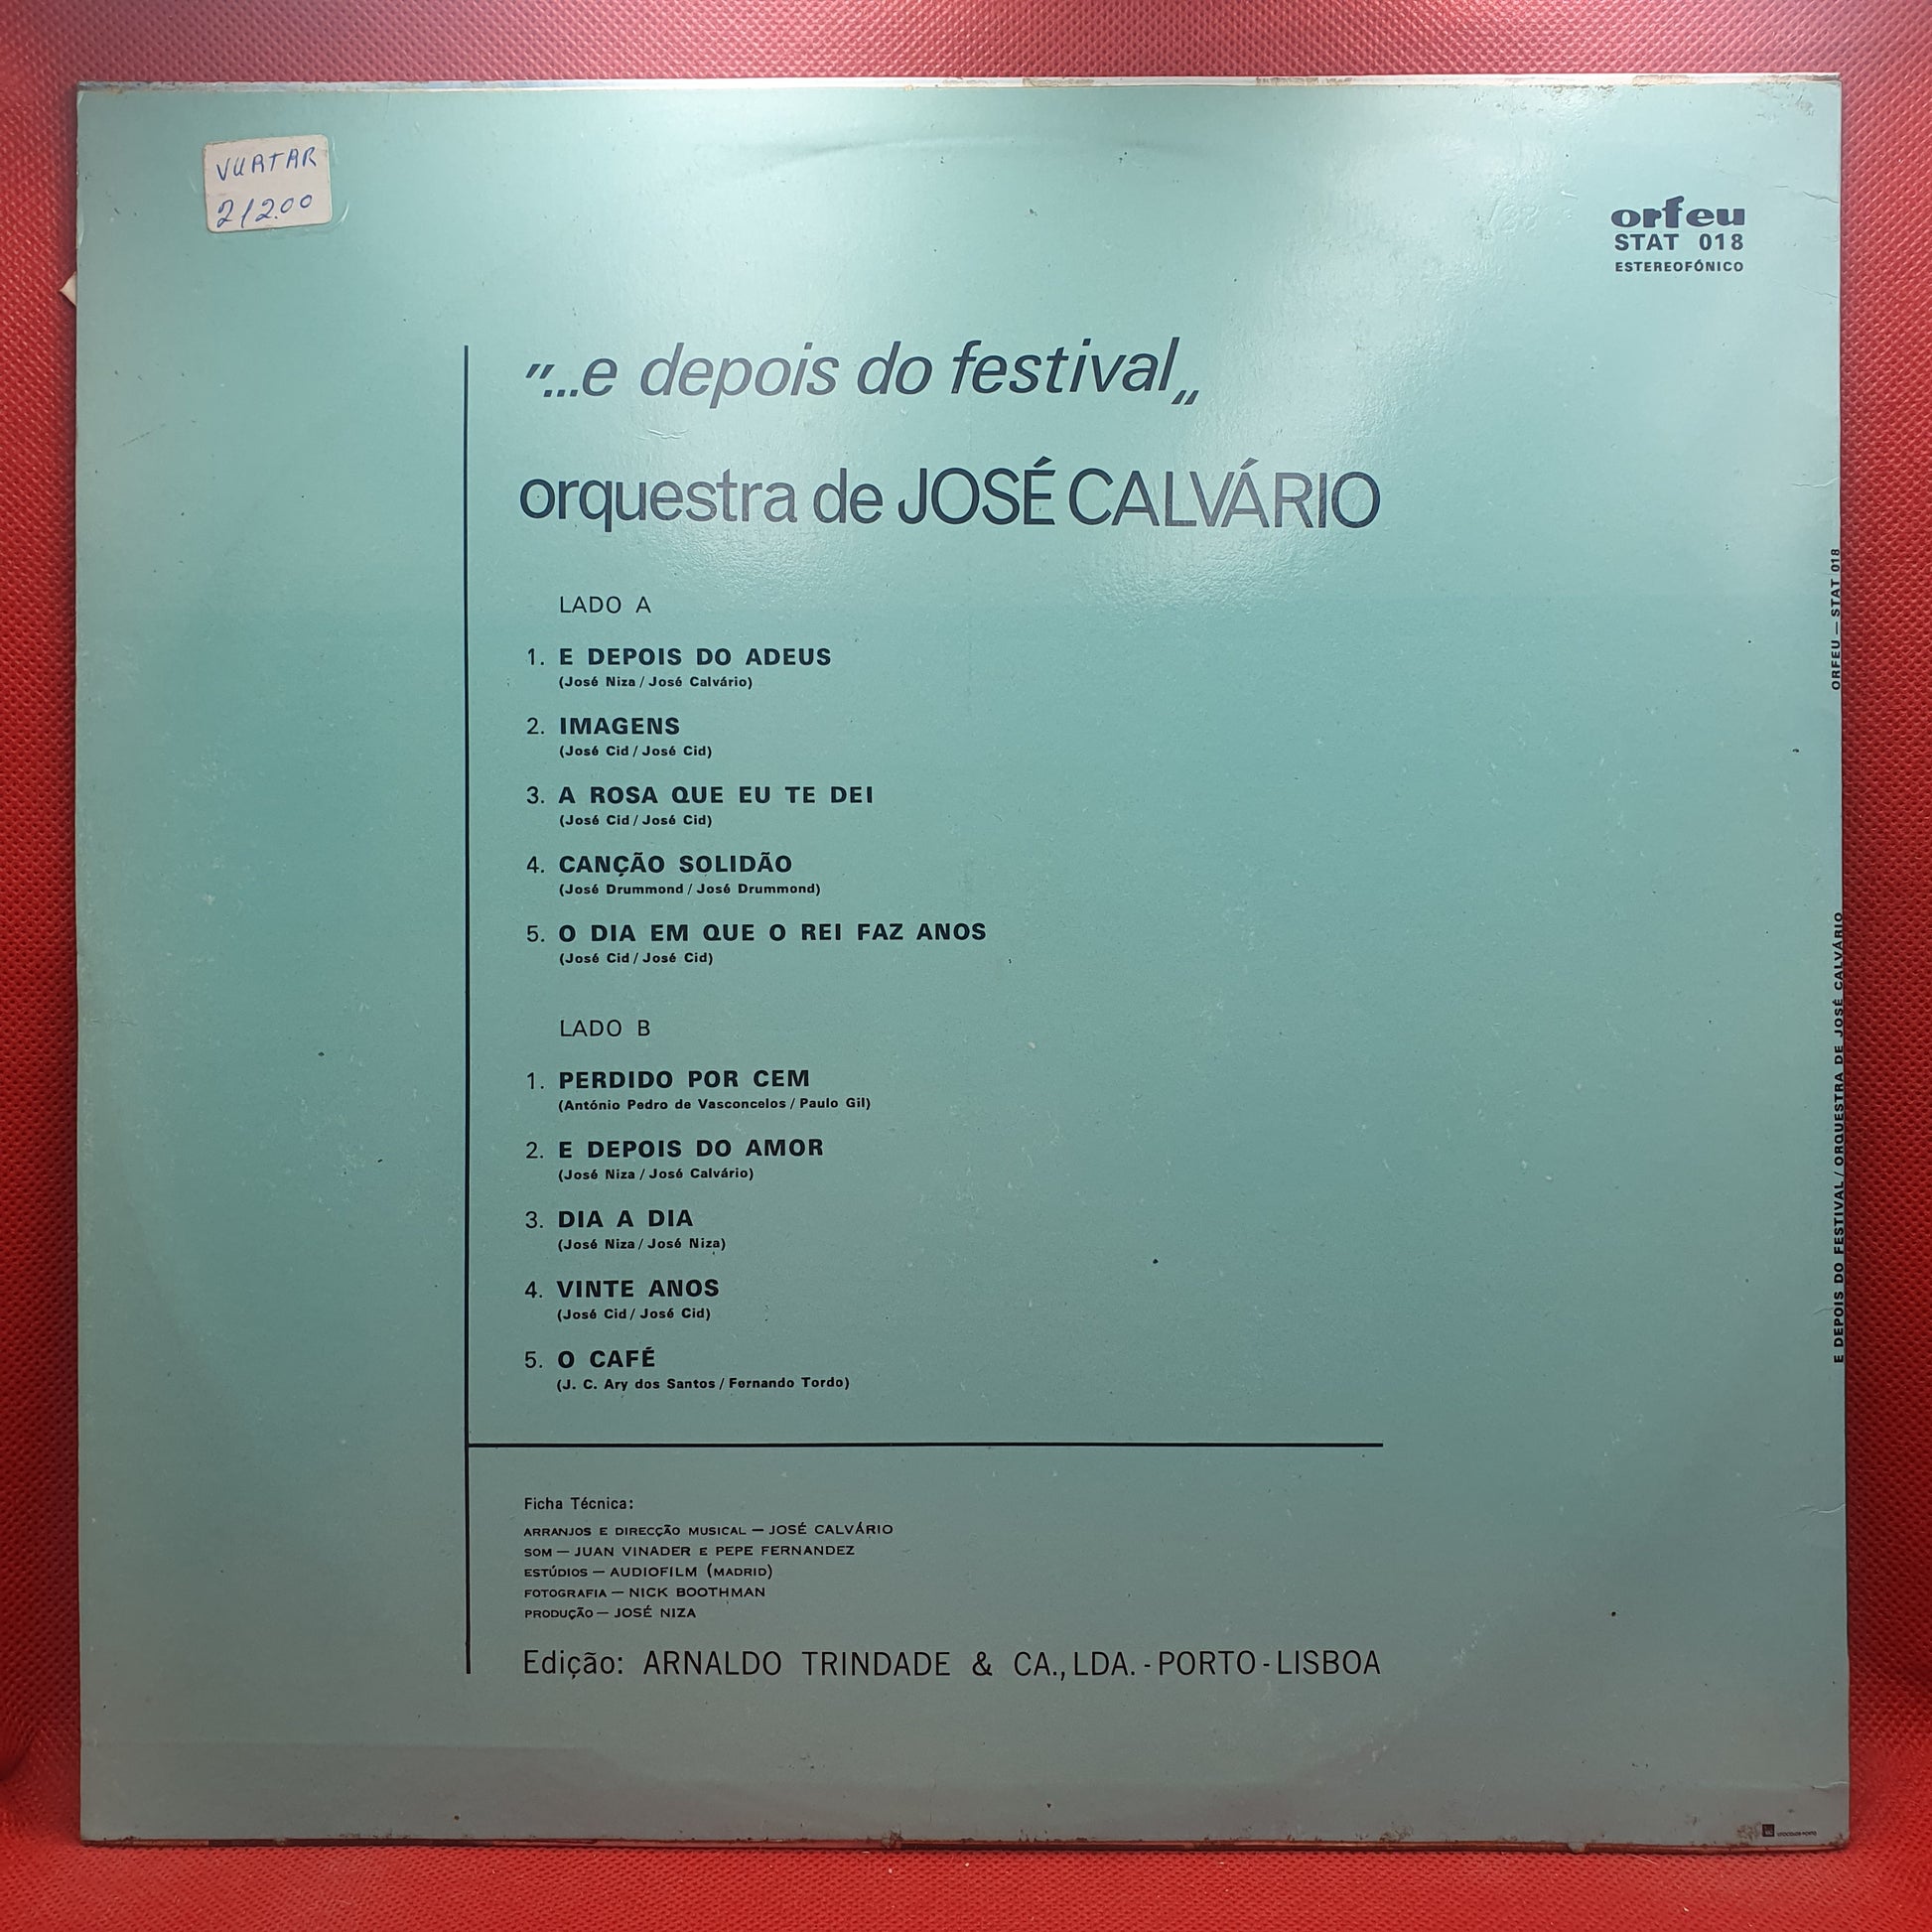 VUATAR
212.00
orfeu
STAT 018
ESTEREOFÓNICO
"...e depois do festival„
orquestra de JOSÉ CALVÁRIO
LADO A
1. E DEPOIS DO ADEUS
(José Niza / José Calvário)
2. IMAGENS
(José Cid / José Cid)
3. A ROSA QUE EU TE DEI
(José Cid / José Cid)
4. CANÇÃO SOLIDÃO
(José Drummond / José Drummond)
5. O DIA EM QUE O REI FAZ ANOS
(José Cid / José Cid)
LADO B
1. PERDIDO POR CEM
(António Pedro de Vasconcelos / Paulo Gil)
2. E DEPOIS DO AMOR
(José Niza / José Calvário)
3. DIA A DIA
(José Niza / José Niza)
4. VINTE ANOS
(José Cid / José Cid)
5. O CAFÉ
(J. C. Ary dos Santos / Fernando Tordo)
Ficha Técnica:
ARRANJOS E DIRECÇÃO MUSICAL — JOSÉ CALVÁRIO
SOM — JUAN VINADER E PEPE FERNANDEZ
ESTÚDIOS — AUDIOFILM (MADRID)
FOTOGRAFIA — NICK BOOTHMAN
PRODUÇÃO — JOSÉ NIZA
Edição: ARNALDO TRINDADE & CA., LDA. - PORTO - LISBOA
E DEPOIS DO FESTIVAL / ORQUESTRA DE JOSÉ CALVÁRIO
ORFEU — STAT 018